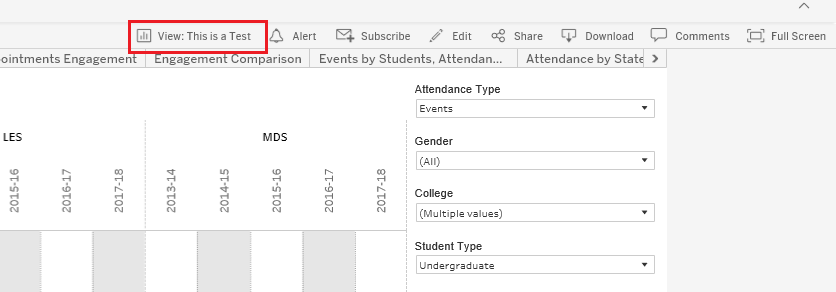 View: This is a Test Alert Subscribe Edit Share Download Comments Full Screen
ointments Engagement Engagement Comparison Events by Students, Attendan... Attendance by State
Attendance Type
Events
LES MDS
Gender
(All)
2015-16 2016-17 2017-18 2013-14 2014-15 2015-16 2016-17 2017-18
College
(Multiple values)
Student Type
Undergraduate